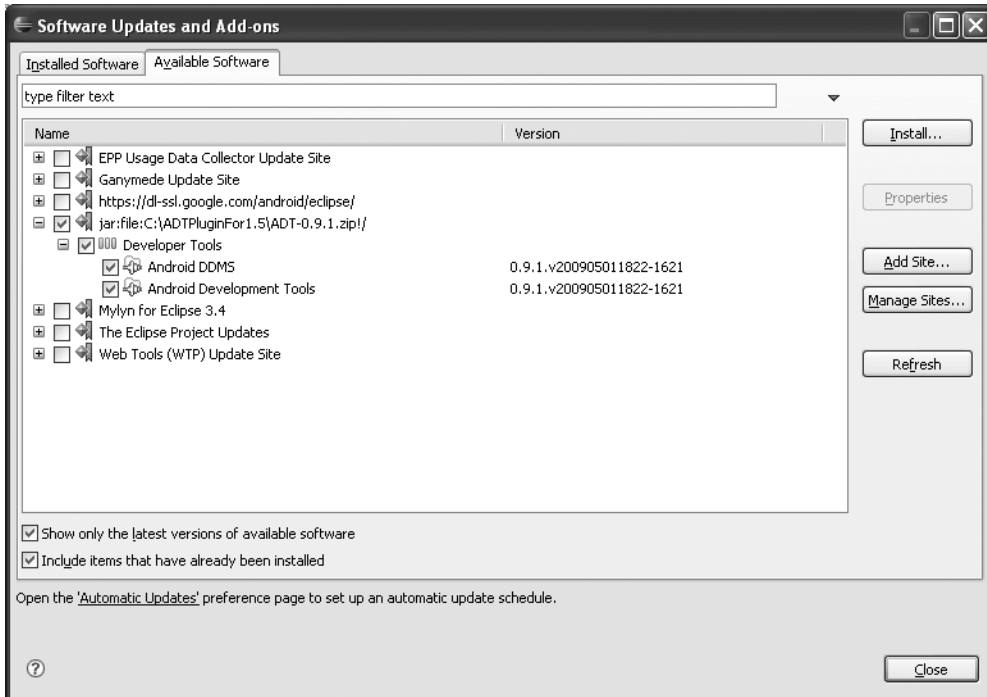 Software Updates and Add-ons
Installed Software Available Software
type filter text
Name Version
Install...
EPP Usage Data Collector Update Site
Ganymede Update Site
https://dl-ssl.google.com/android/eclipse/
Properties
jar:file:C:\ADTPluginFor1.5\ADT-0.9.1.zip!/
Developer Tools
Android DDMS 0.9.1.v200905011822-1621
Add Site...
Android Development Tools 0.9.1.v200905011822-1621
Manage Sites...
Mylyn for Eclipse 3.4
The Eclipse Project Updates
Web Tools (WTP) Update Site
Refresh
Show only the latest versions of available software
Include items that have already been installed
Open the 'Automatic Updates' preference page to set up an automatic update schedule.
?
Close